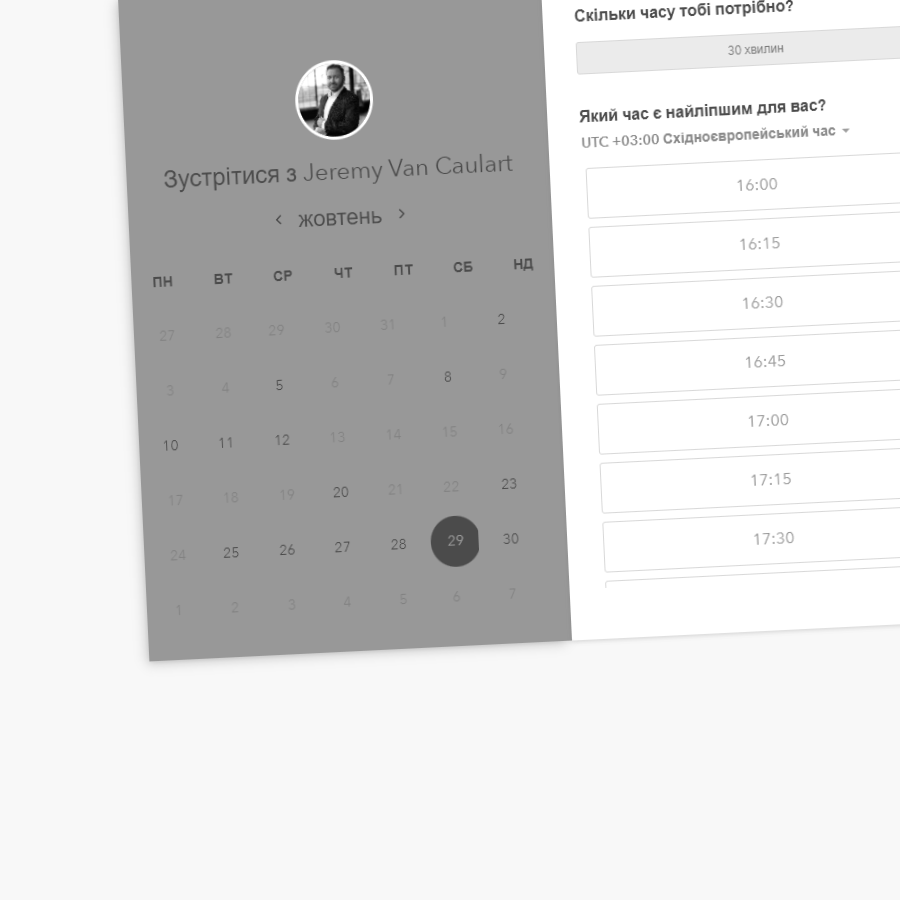 Зустрітися з Jeremy Van Caulart
‹ жовтень ›
ПН ВТ СР ЧТ ПТ СБ НД
27 28 29 30 31 1 2
3 4 5 6 7 8 9
10 11 12 13 14 15 16
17 18 19 20 21 22 23
24 25 26 27 28 29 30
1 2 3 4 5 6 7
Скільки часу тобі потрібно?
30 хвилин
Який час є найліпшим для вас?
UTC +03:00 Східноєвропейський час
16:00
16:15
16:30
16:45
17:00
17:15
17:30